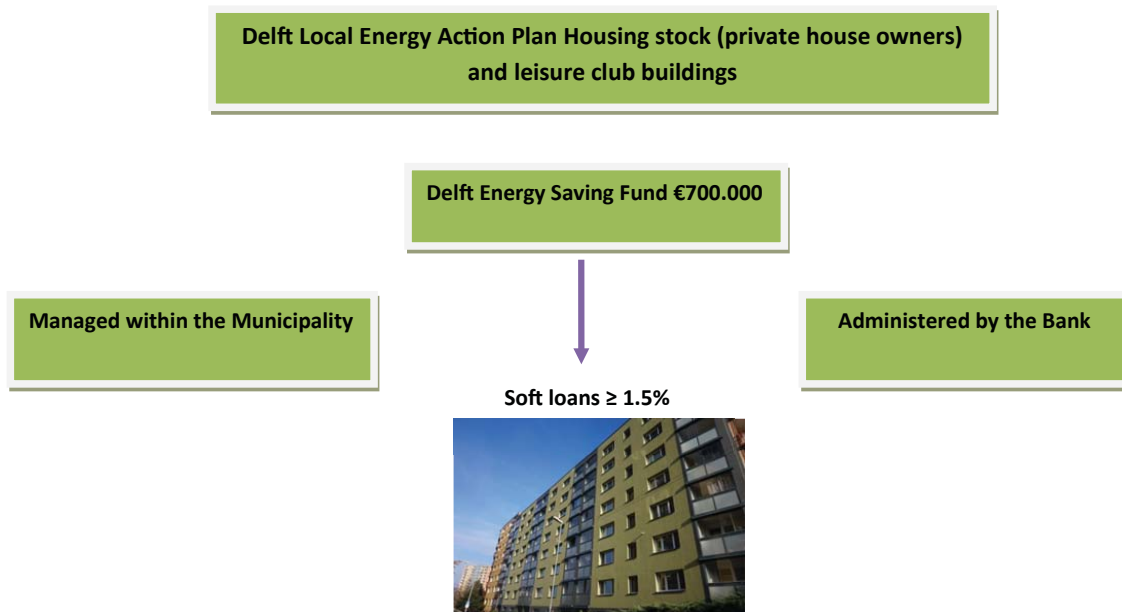 Delft Local Energy Action Plan Housing stock (private house owners)
and leisure club buildings
Delft Energy Saving Fund €700.000
Managed within the Municipality
Administered by the Bank
Soft loans ≥ 1.5%